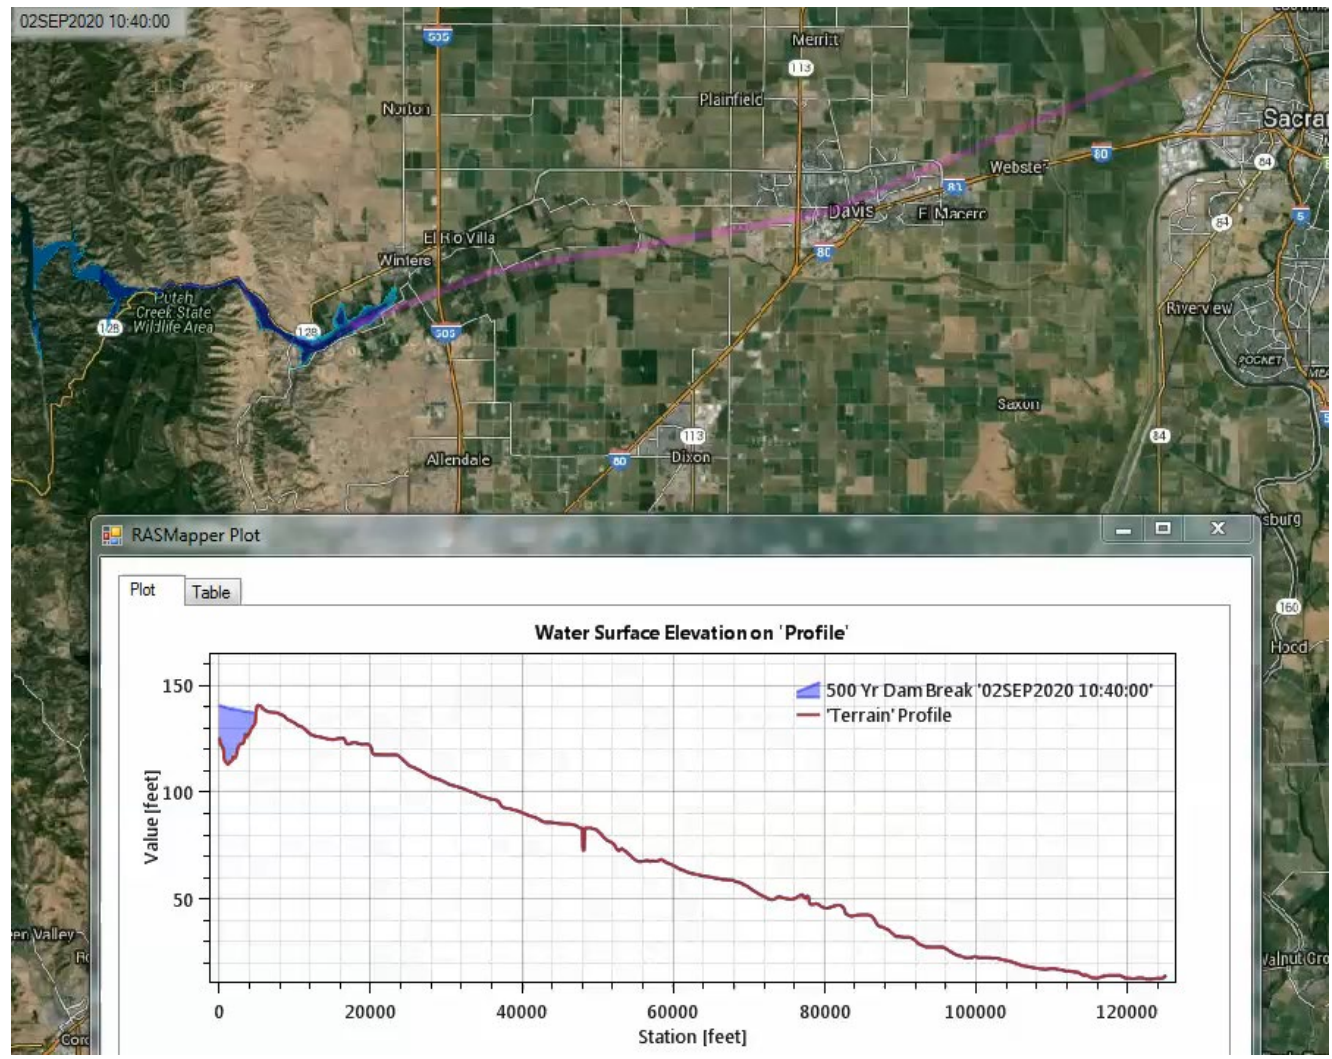 02SEP2020 10:40:00
505
Merritt
113
Norton
Plainfield
80
Webster
84
80
Davis
El Macero
5
El Rio Villa
Winters
80
84
Putah
Creek State
Wildlife Area
128
128
505
Riverview
POCKET
Saxon
113
84
Allendale
80
Dixon
RASMapper Plot
sburg
Plot
Table
160
Water Surface Elevation on 'Profile'
Hood
150
500 Yr Dam Break '02SEP2020 10:40:00'
'Terrain' Profile
Value [feet]
100
50
en Valley
Walnut Gro
0
20000
40000
60000
80000
100000
120000
Station [feet]